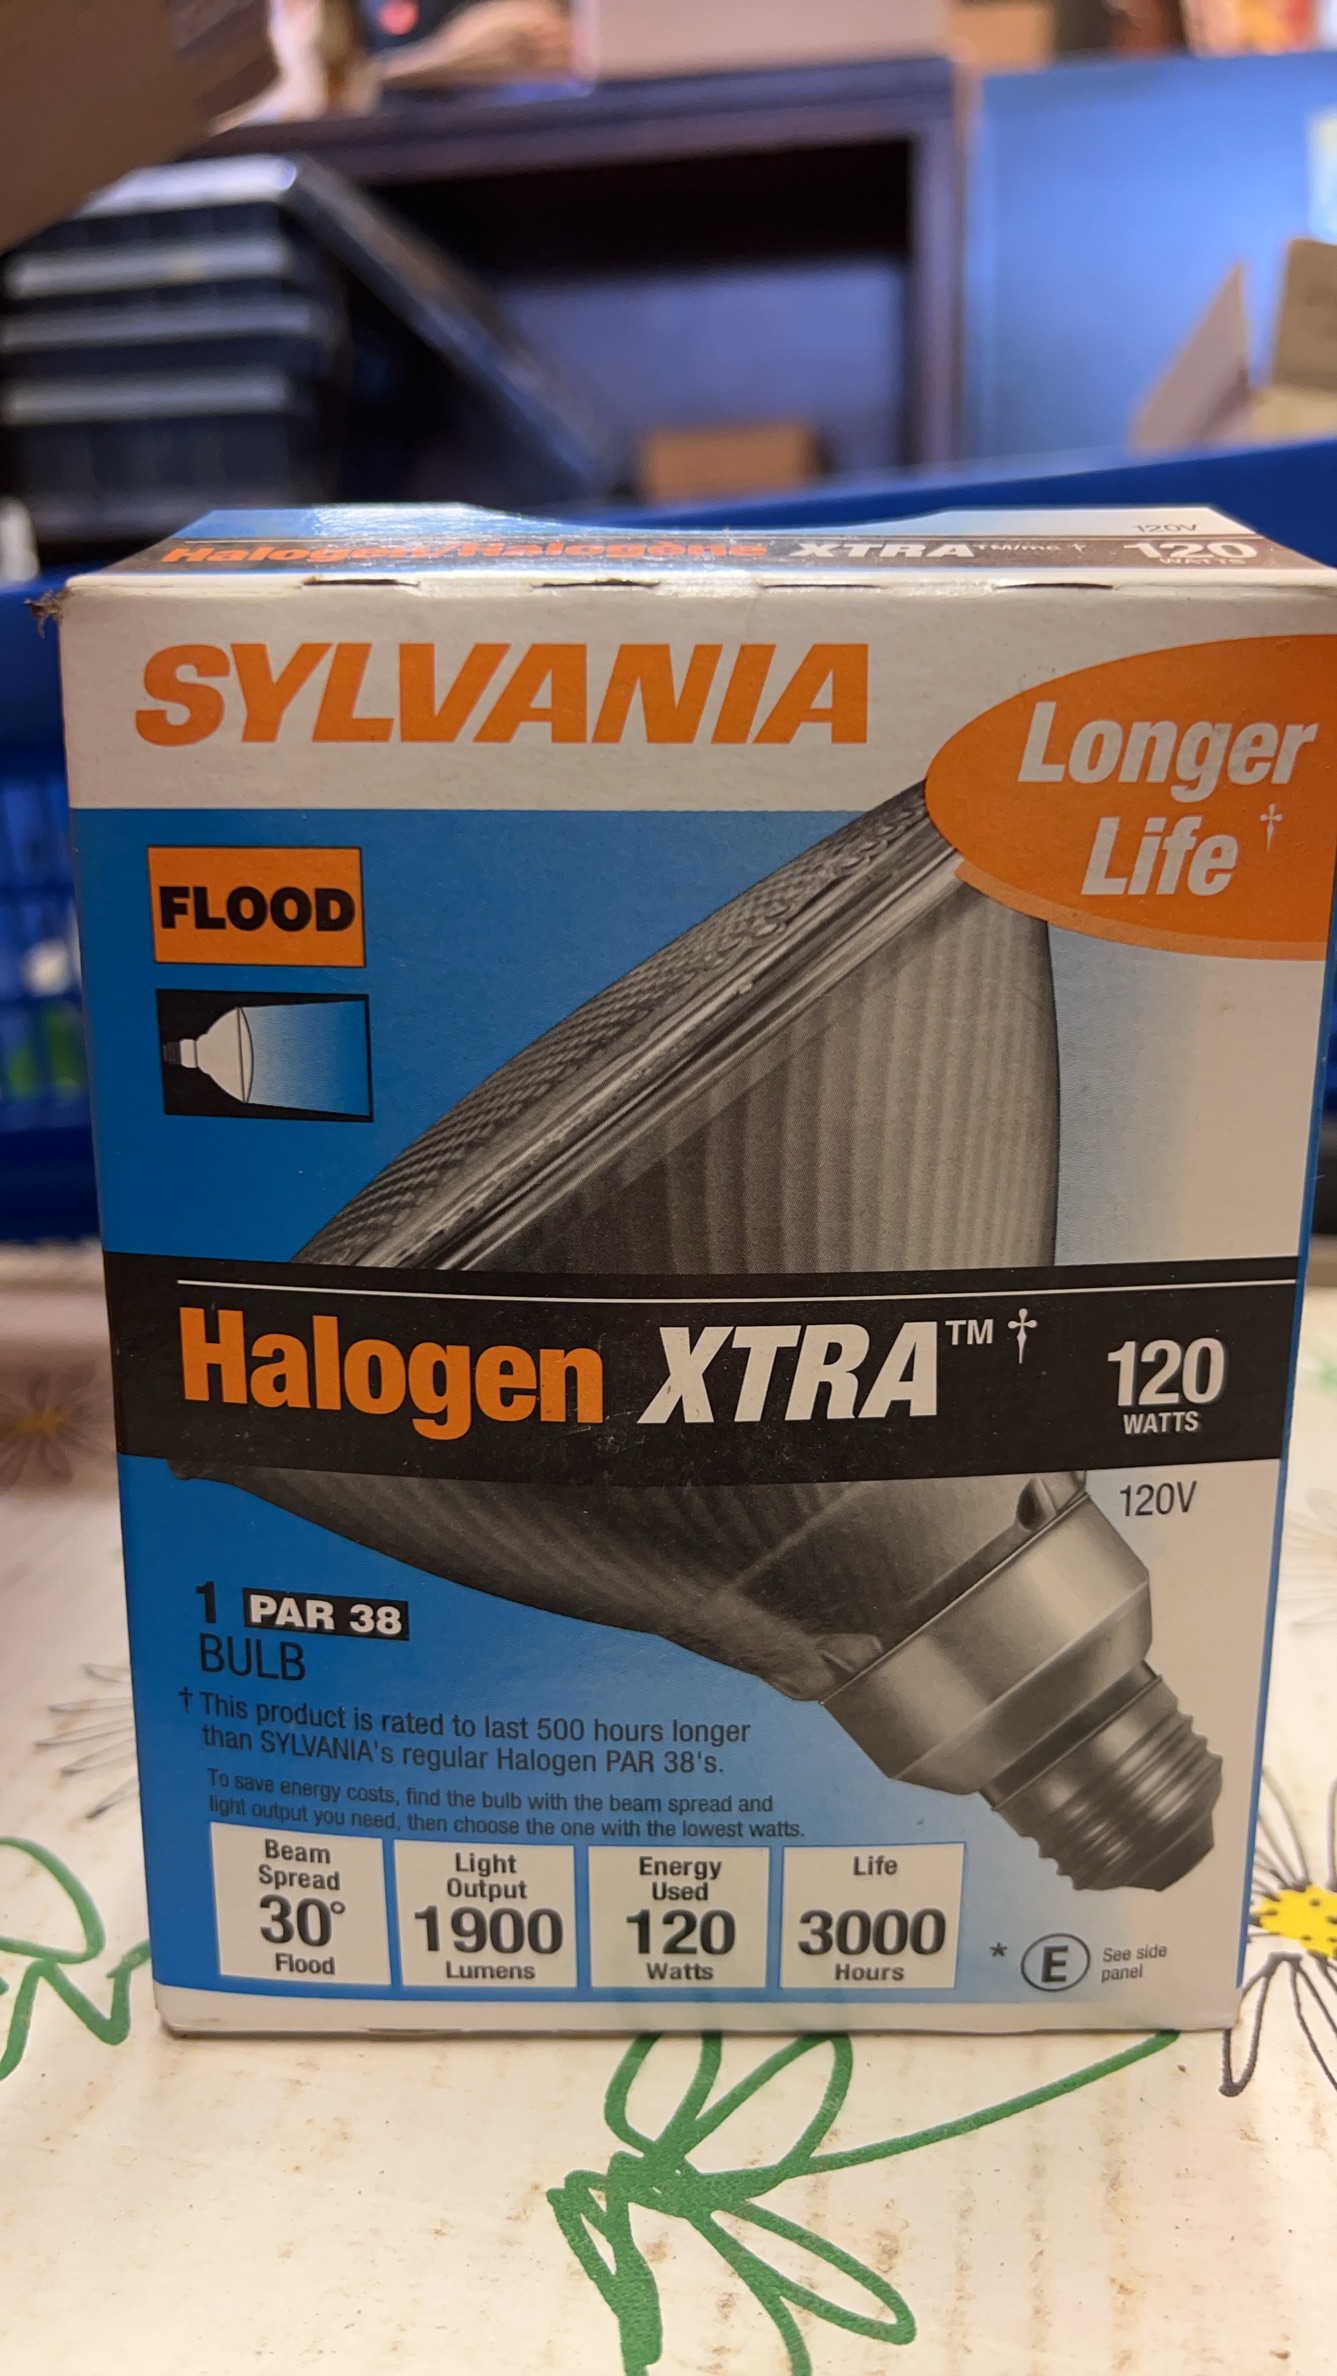 120V
Halogen/Halogène XTRA TM/mc † 120
WATTS
SYLVANIA
Longer
Life †
FLOOD
Halogen XTRA™† 120
WATTS
120V
1 PAR 38
BULB
† This product is rated to last 500 hours longer
than SYLVANIA's regular Halogen PAR 38's.
To save energy costs, find the bulb with the beam spread and
light output you need, then choose the one with the lowest watts.
Beam
Spread
30°
Flood
Light
Output
1900
Lumens
Energy
Used
120
Watts
Life
3000
Hours
* E See side
panel